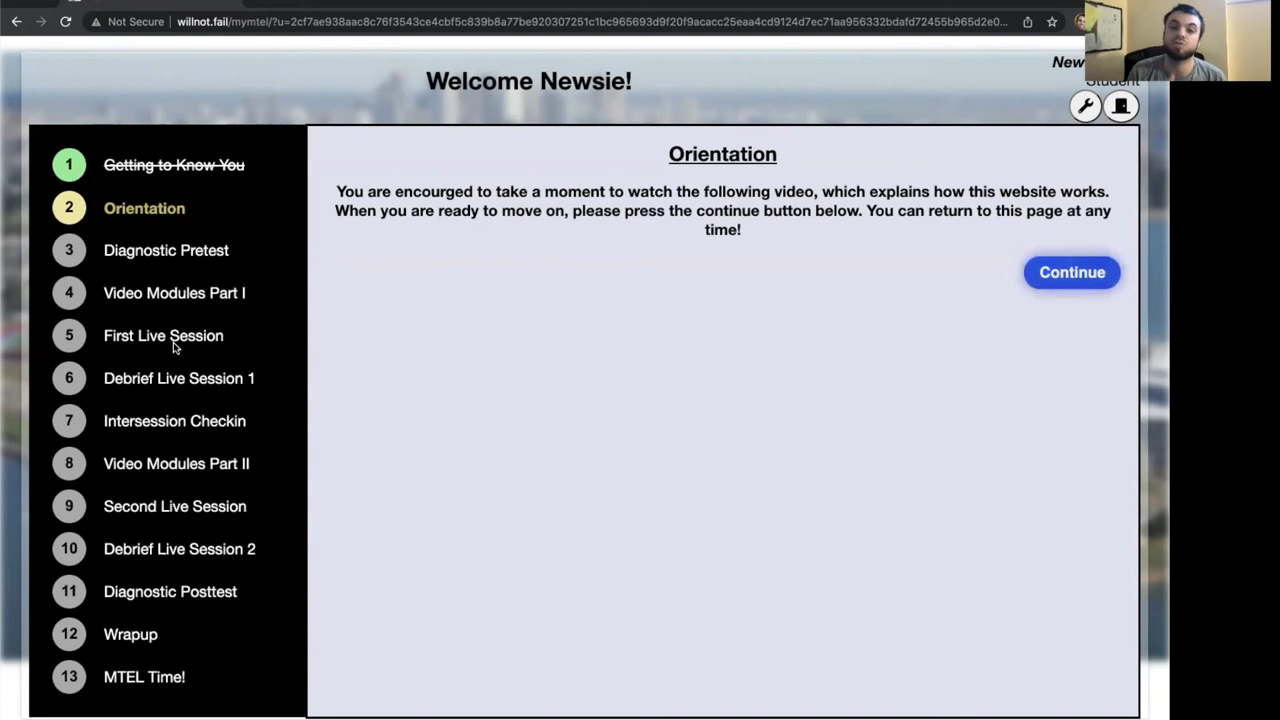 Not Secure willnot.fail/mymtel/?u=2cf7ae938aac8c76f3543ce4cbf5c839b8a77be920307251c1bc965693d9f20f9acacc25eaa4cd9124d7ec71aa956332bdafd72455b965d2e0...
Welcome Newsie!
New
Student
1 Getting to Know You
2 Orientation
3 Diagnostic Pretest
4 Video Modules Part I
5 First Live Session
6 Debrief Live Session 1
7 Intersession Checkin
8 Video Modules Part II
9 Second Live Session
10 Debrief Live Session 2
11 Diagnostic Posttest
12 Wrapup
13 MTEL Time!
Orientation
You are encourged to take a moment to watch the following video, which explains how this website works.
When you are ready to move on, please press the continue button below. You can return to this page at any
time!
Continue